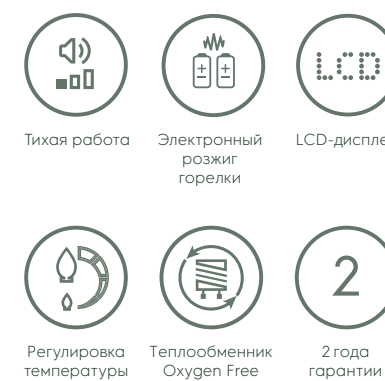 LCD
Тихая работа
Электронный
розжиг
горелки
LCD-диспле
2
Регулировка
температуры
Теплообменник
Oxygen Free
2 года
гарантии